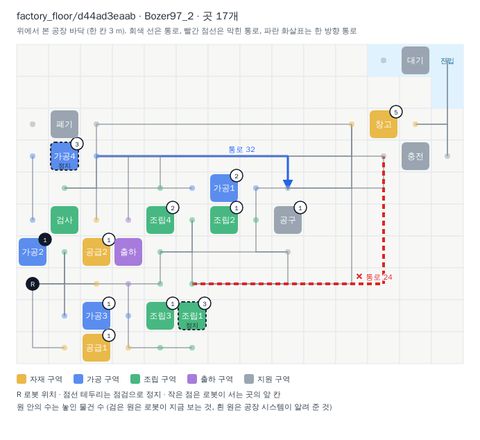 factory_floor/d44ad3eaab · Bozer97_2 · 곳 17개
위에서 본 공장 바닥 (한 칸 3 m). 회색 선은 통로, 빨간 점선은 막힌 통로, 파란 화살표는 한 방향 통로
대기
진입
5
폐기
창고
3
가공4
정지
통로 32
충전
2
가공1
2
2
1
검사
조립4
조립2
공구
1
1
가공2
공급2
출하
R
✕ 통로 24
1
1
3
가공3
조립3
조립1
정지
1
공급1
자재 구역
가공 구역
조립 구역
출하 구역
지원 구역
R 로봇 위치 · 점선 테두리는 점검으로 정지 · 작은 점은 로봇이 서는 곳의 앞 칸
원 안의 수는 놓인 물건 수 (검은 원은 로봇이 지금 보는 것, 흰 원은 공장 시스템이 알려 준 것)